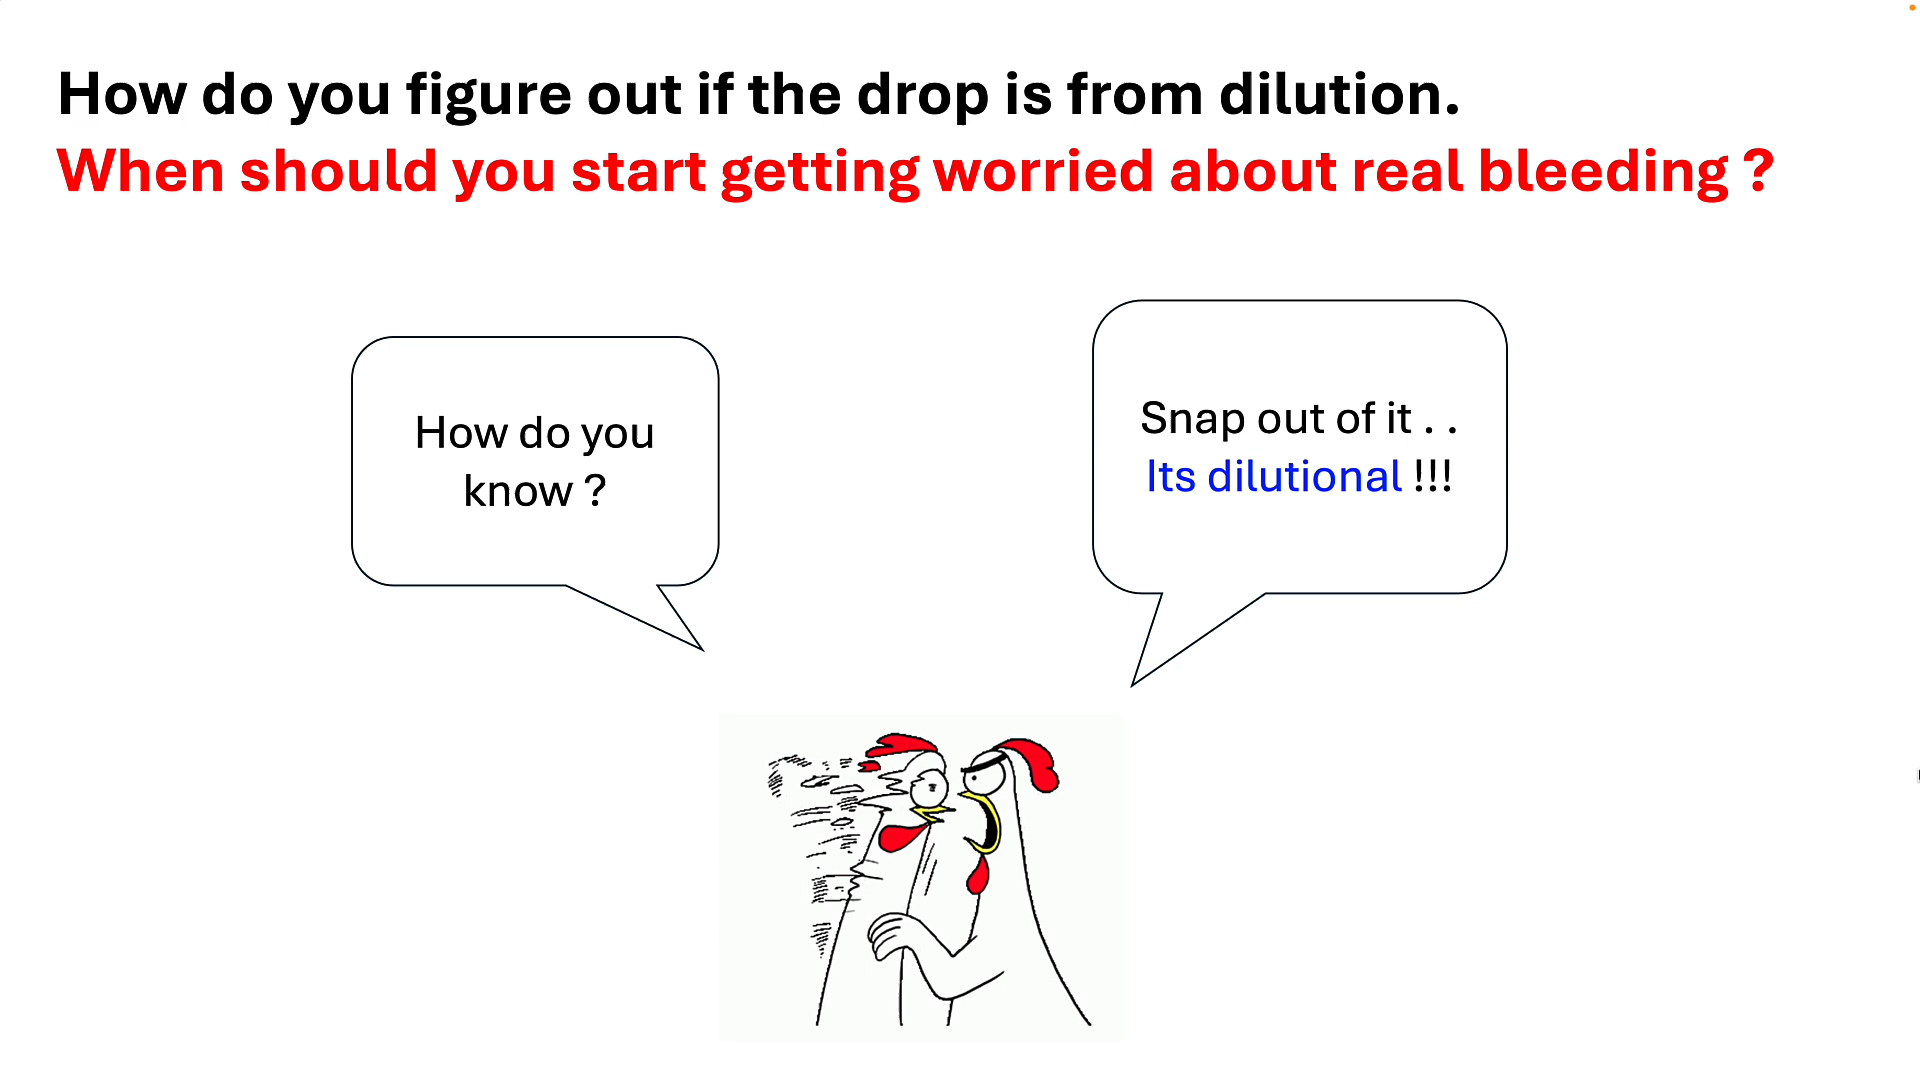 How do you figure out if the drop is from dilution.
When should you start getting worried about real bleeding ?
How do you
know ?
Snap out of it . .
Its dilutional !!!